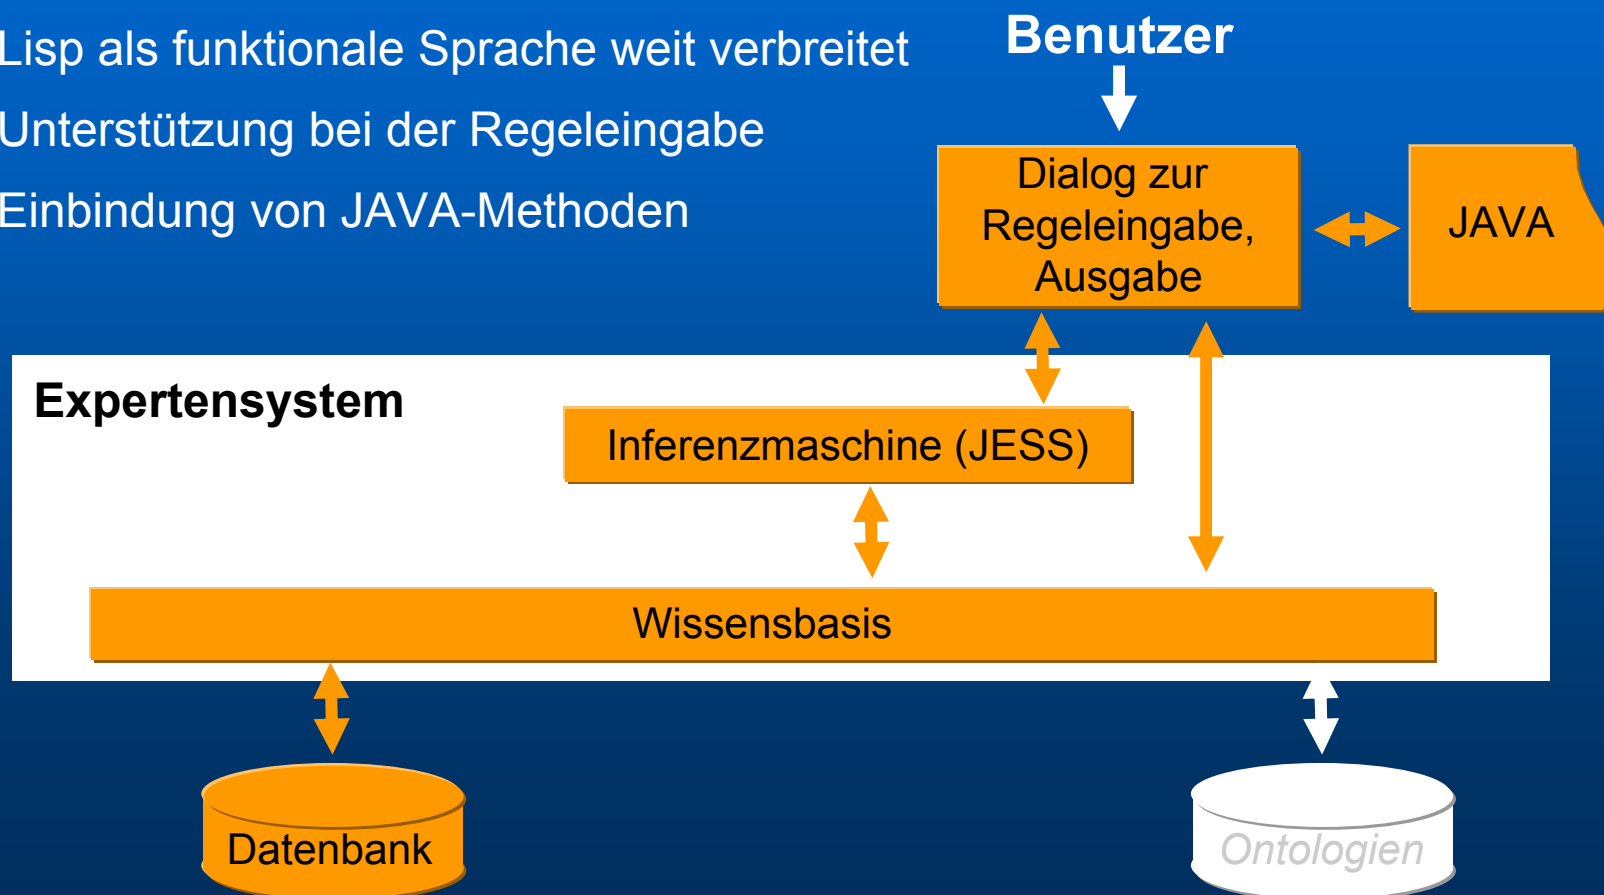 Lisp als funktionale Sprache weit verbreitet
Unterstützung bei der Regeleingabe
Einbindung von JAVA-Methoden
Benutzer
Dialog zur
Regeleingabe,
Ausgabe
JAVA
Expertensystem
Inferenzmaschine (JESS)
Wissensbasis
Datenbank
Ontologien